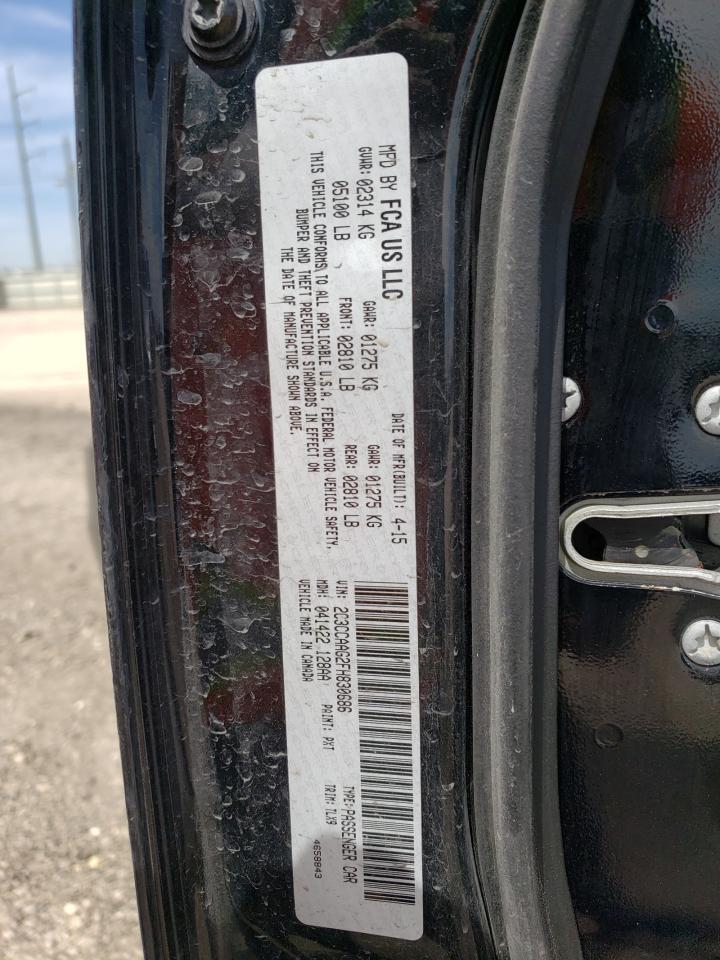 MFD BY FCA US LLC
DATE OF MFR(BUILT): 4-15
GVWR: 02314 KG
GAWR: 01275 KG
GAWR: 01275 KG
05100 LB
FRONT: 02810 LB
REAR: 02810 LB
THIS VEHICLE CONFORMS TO ALL APPLICABLE U.S.A. FEDERAL MOTOR VEHICLE SAFETY,
BUMPER AND THEFT PREVENTION STANDARDS IN EFFECT ON
THE DATE OF MANUFACTURE SHOWN ABOVE.
VIN: 2C3CCAAG2FH830686
TYPE: PASSENGER CAR
MDH: 041422 128AA
PAINT: PXT
TRIM: TLX9
VEHICLE MADE IN CANADA
4658843